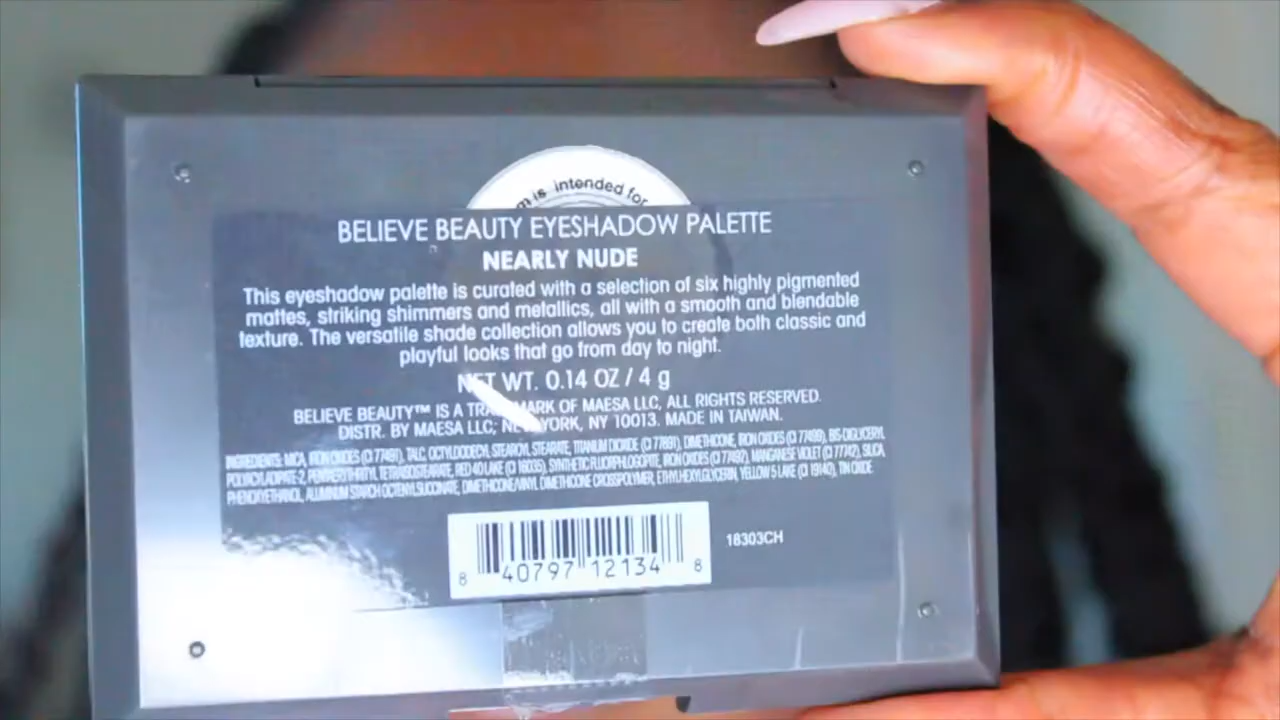 m is intended for
BELIEVE BEAUTY EYESHADOW PALETTE
NEARLY NUDE
This eyeshadow palette is curated with a selection of six highly pigmented
mattes, striking shimmers and metallics, all with a smooth and blendable
texture. The versatile shade collection allows you to create both classic and
playful looks that go from day to night.
NET WT. 0.14 OZ / 4 g
BELIEVE BEAUTY™ IS A TRA MARK OF MAESA LLC, ALL RIGHTS RESERVED.
DISTR. BY MAESA LLC; NE YORK, NY 10013. MADE IN TAIWAN.
INGREDIENTS: MICA, IRON OXIDES (CI 77491), TALC, OCTYLDODECYL STEAROYL STEARATE, TITANIUM DIOXIDE (CI 77891), DIMETHICONE, IRON OXIDES (CI 77499), BIS-DIGLYCERYL
POLYACYLADIPATE-2, PENTAERYTHRITYL TETRAISOSTEARATE, RED 40 LAKE (CI 16035), SYNTHETIC FLUORPHLOGOPITE, IRON OXIDES (CI 77492), MANGANESE VIOLET (CI 77742), SILICA,
PHENOXYETHANOL, ALUMINUM STARCH OCTENYLSUCCINATE, DIMETHICONE/VINYL DIMETHICONE CROSSPOLYMER, ETHYLHEXYLGLYCERIN, YELLOW 5 LAKE (CI 19140), TIN OXIDE
18303CH
8 40797 12134 8